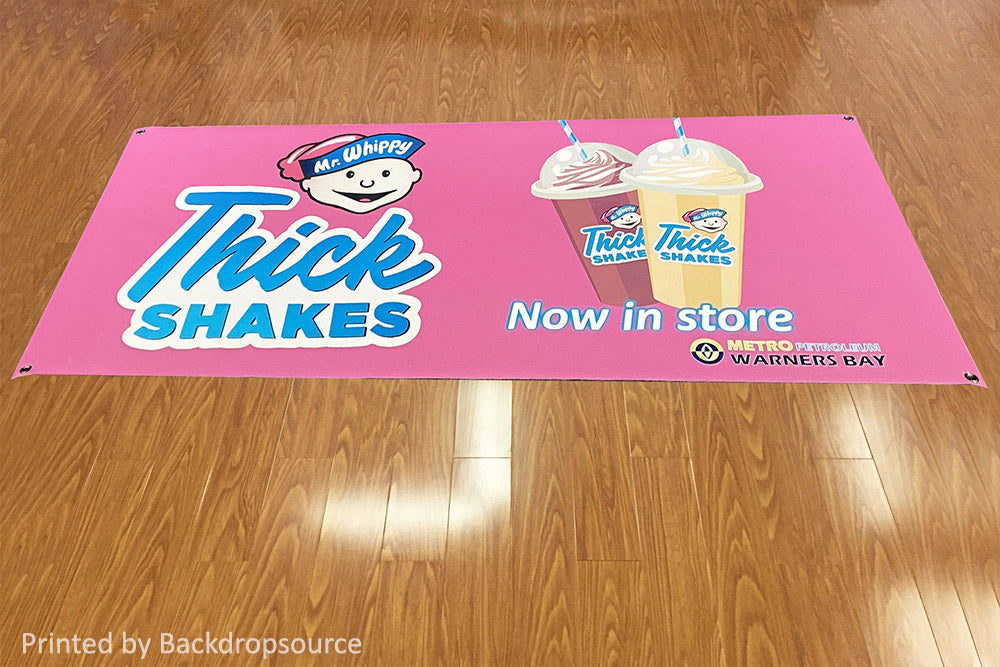 Mr. Whippy
Thick
SHAKES
Mr. Whippy
Thick
SHAKE
Mr. Whippy
Thick
SHAKES
Now in store
METRO PETROLEUM
WARNERS BAY
Printed by Backdropsource